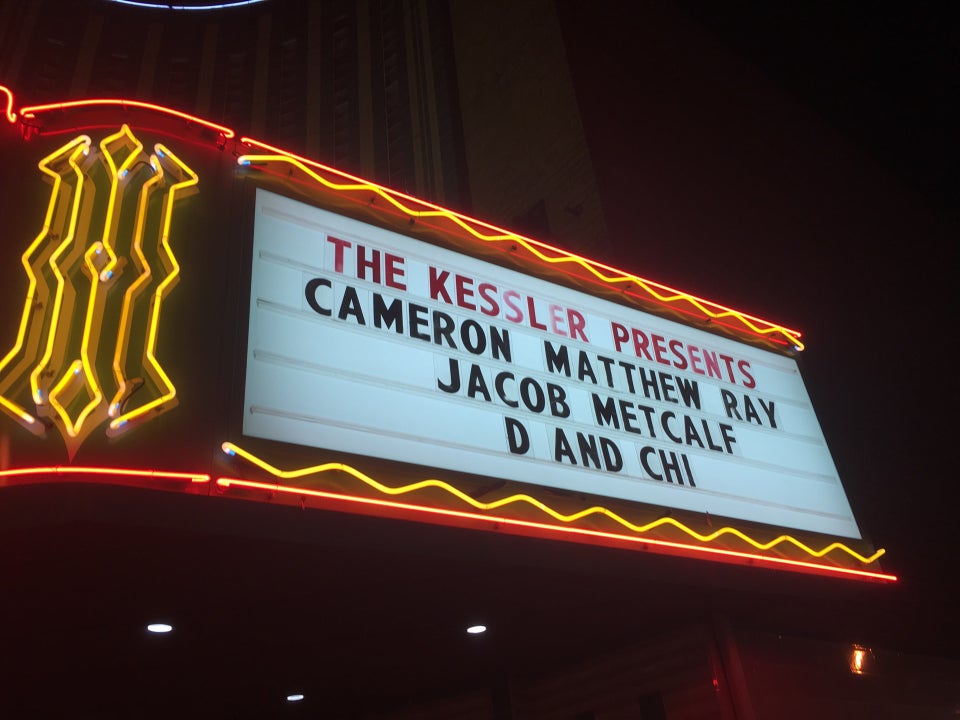 THE KESSLER PRESENTS
CAMERON MATTHEW RAY
JACOB METCALF
D AND CHI